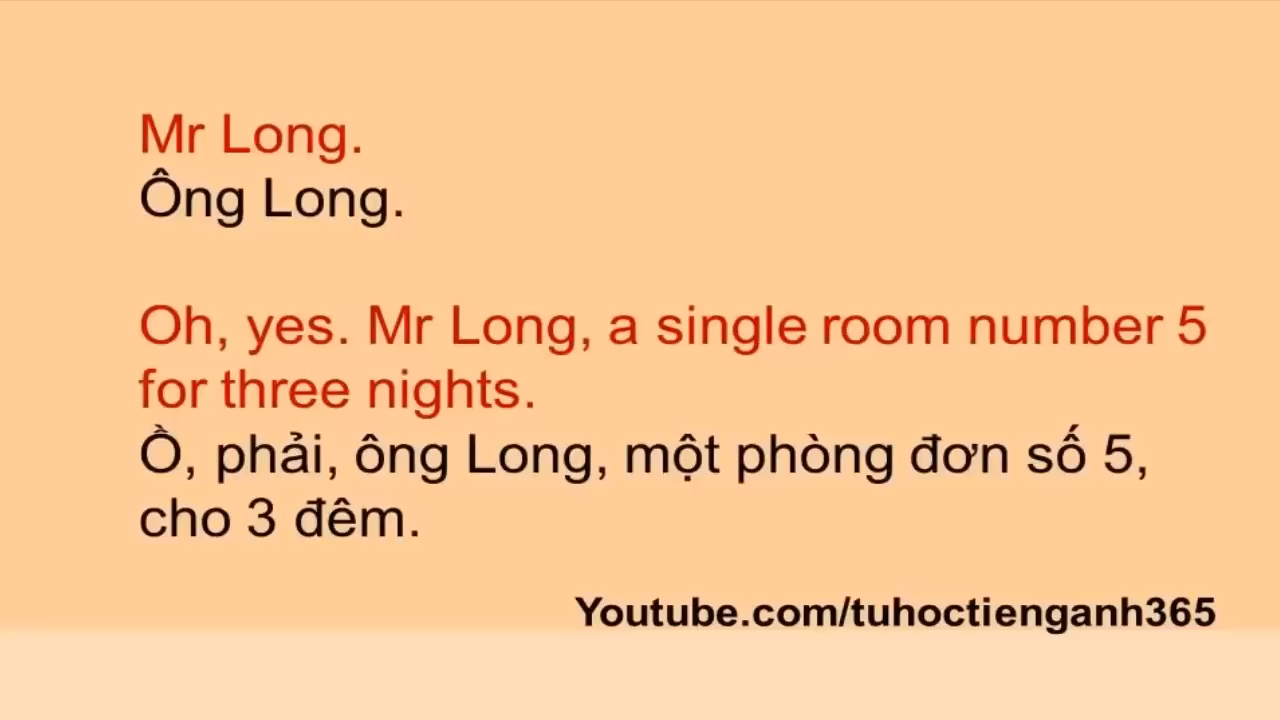 Mr Long.
Ông Long.
Oh, yes. Mr Long, a single room number 5
for three nights.
Ồ, phải, ông Long, một phòng đơn số 5,
cho 3 đêm.
Youtube.com/tuhoctienganh365